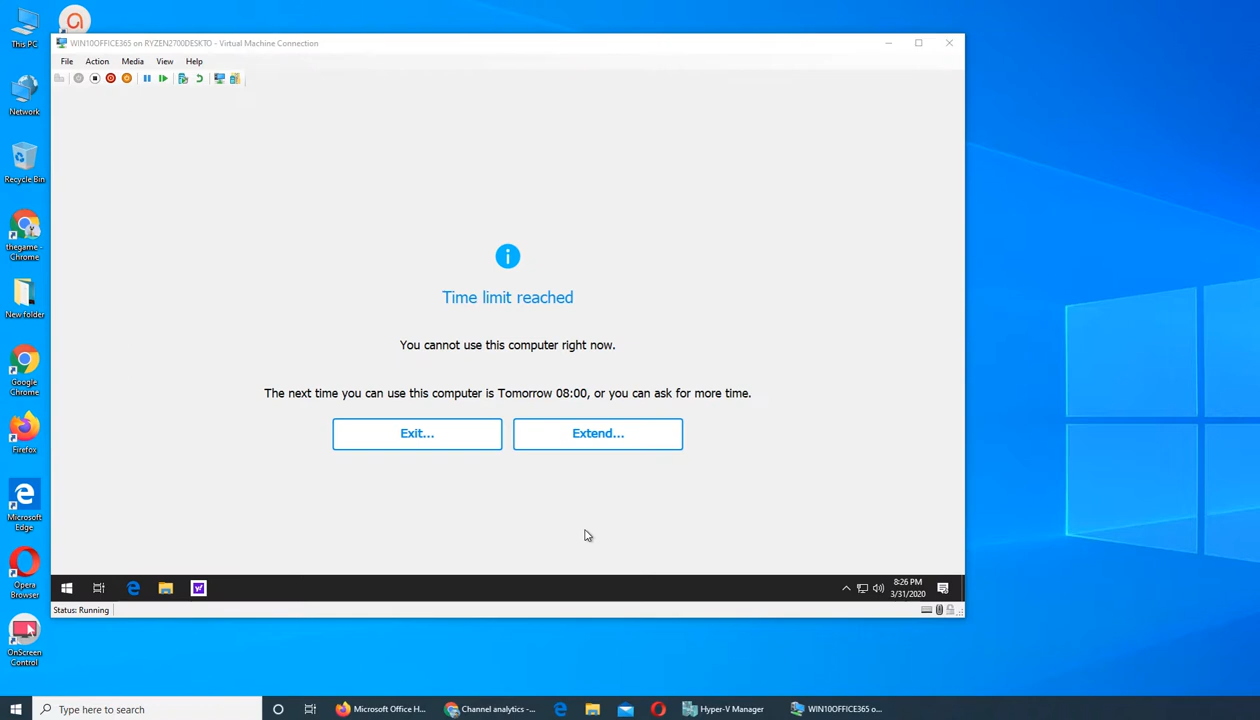 This PC
Network
Recycle Bin
thegame -
Chrome
New folder
Google
Chrome
Firefox
Microsoft
Edge
Opera
Browser
OnScreen
Control
WIN10OFFICE365 on RYZEN2700DESKTO - Virtual Machine Connection
File Action Media View Help
Time limit reached
You cannot use this computer right now.
The next time you can use this computer is Tomorrow 08:00, or you can ask for more time.
Exit...
Extend...
8:26 PM
3/31/2020
Status: Running
Type here to search
Microsoft Office H...
Channel analytics -...
Hyper-V Manager
WIN10OFFICE365 o...